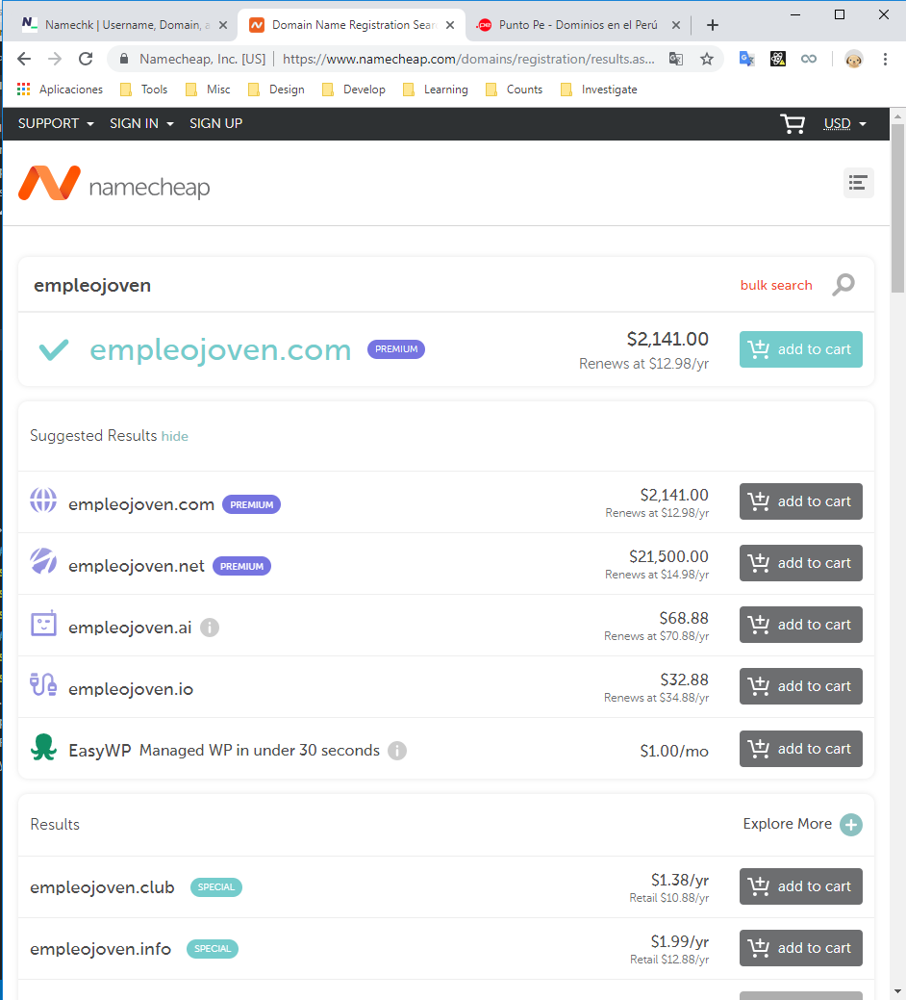 Namechk | Username, Domain, a
Domain Name Registration Sear
Punto Pe - Dominios en el Perú
Namecheap, Inc. [US] | https://www.namecheap.com/domains/registration/results.as...
Aplicaciones Tools Misc Design Develop Learning Counts Investigate
SUPPORT SIGN IN SIGN UP USD
namecheap
empleojoven bulk search
empleojoven.com PREMIUM $2,141.00 add to cart
Renews at $12.98/yr
Suggested Results hide
empleojoven.com PREMIUM $2,141.00 add to cart
Renews at $12.98/yr
empleojoven.net PREMIUM $21,500.00 add to cart
Renews at $14.98/yr
empleojoven.ai $68.88 add to cart
Renews at $70.88/yr
empleojoven.io $32.88 add to cart
Renews at $34.88/yr
EasyWP Managed WP in under 30 seconds $1.00/mo add to cart
Results Explore More
empleojoven.club SPECIAL $1.38/yr add to cart
Retail $10.88/yr
empleojoven.info SPECIAL $1.99/yr add to cart
Retail $12.88/yr